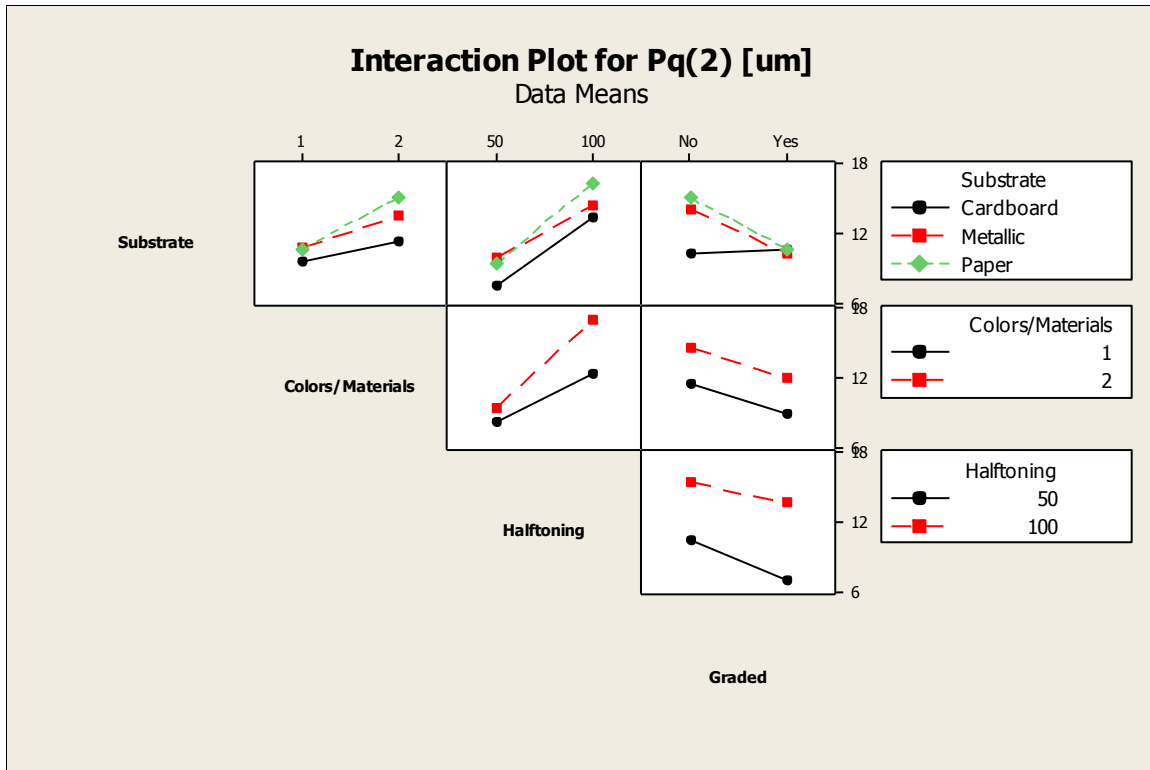 Interaction Plot for Pq(2) [um]
Data Means
1 2 50 100 No Yes
18
12
6
Substrate
Substrate
Cardboard
Metallic
Paper
18
12
6
Colors/Materials
Colors/Materials
1
2
18
12
6
Halftoning
Halftoning
50
100
Graded